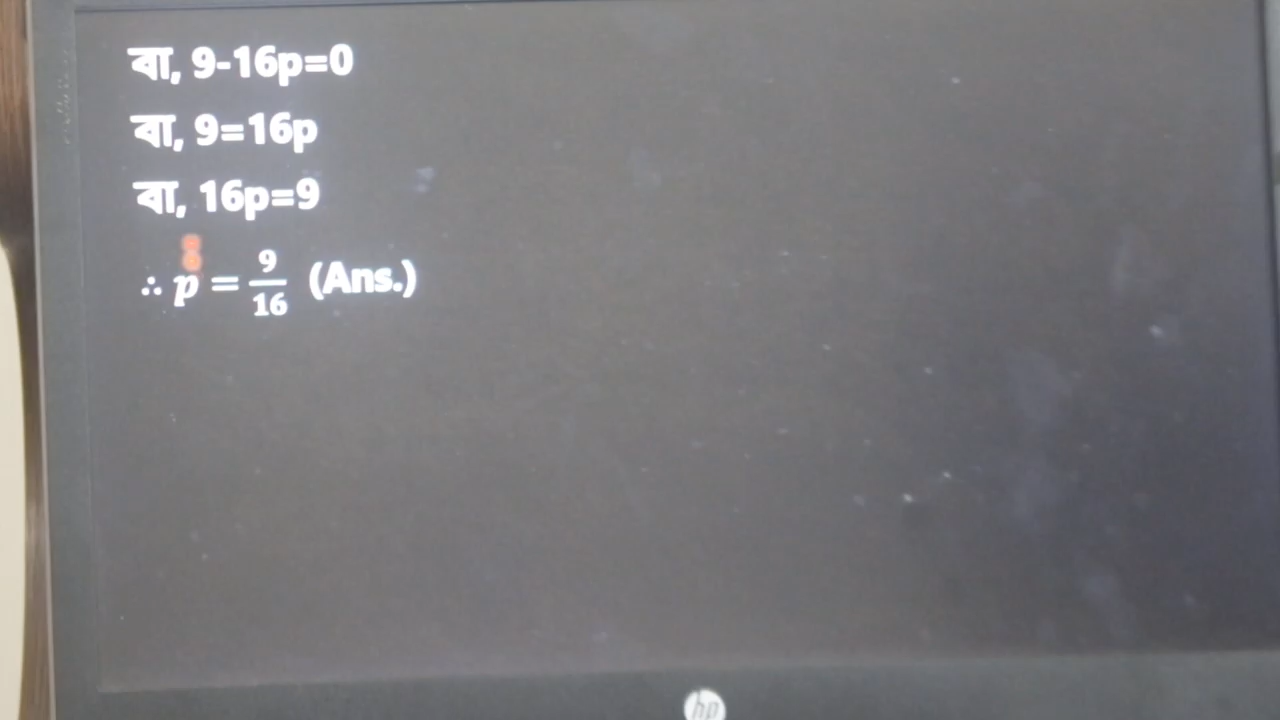 বা, 9-16p=0
বা, 9=16p
বা, 16p=9
∴ p = 9/16 (Ans.)
hp